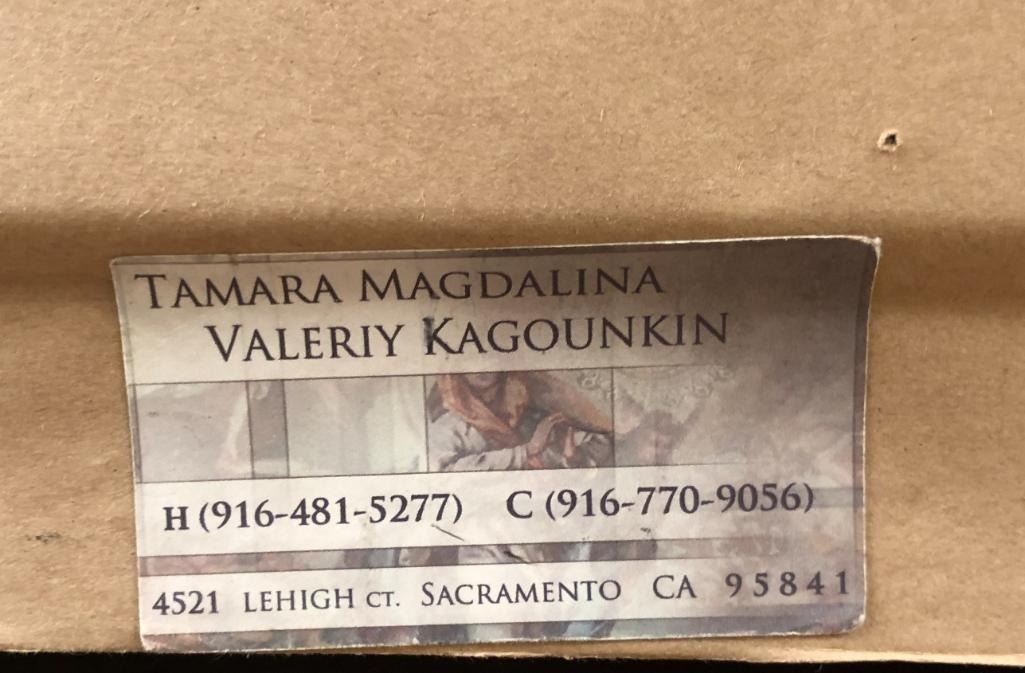 TAMARA MAGDALINA
VALERIY KAGOUNKIN
H (916-481-5277) C (916-770-9056)
4521 LEHIGH CT. SACRAMENTO CA 95841